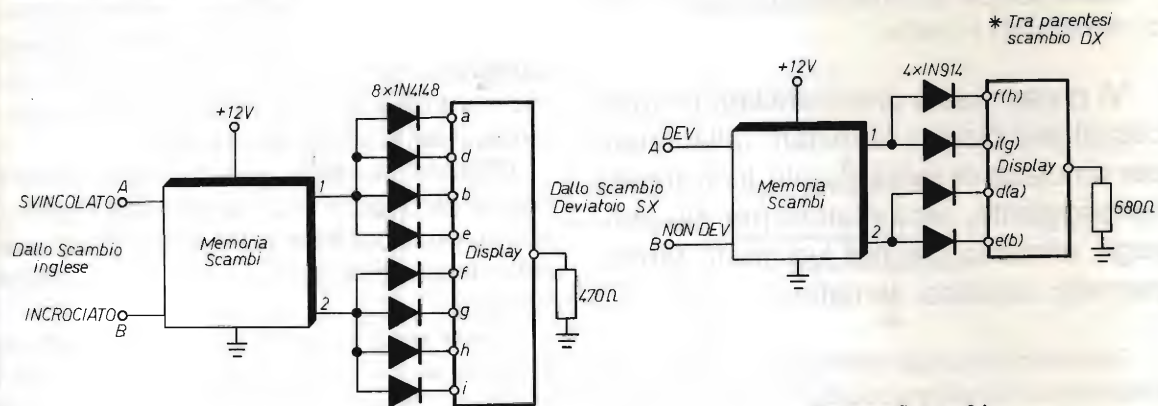 8×1N4148
+12V
A
SVINCOLATO
Dallo Scambio
inglese
INCROCIATO
B
Memoria
Scambi
1
2
a
d
b
e
f
g
h
i
Display
470Ω
* Tra parentesi
scambio DX
+12V
4×1N914
DEV
A
Dallo Scambio
Deviatoio SX
NON DEV
B
Memoria
Scambi
1
2
f(h)
i(g)
Display
d(a)
e(b)
680Ω